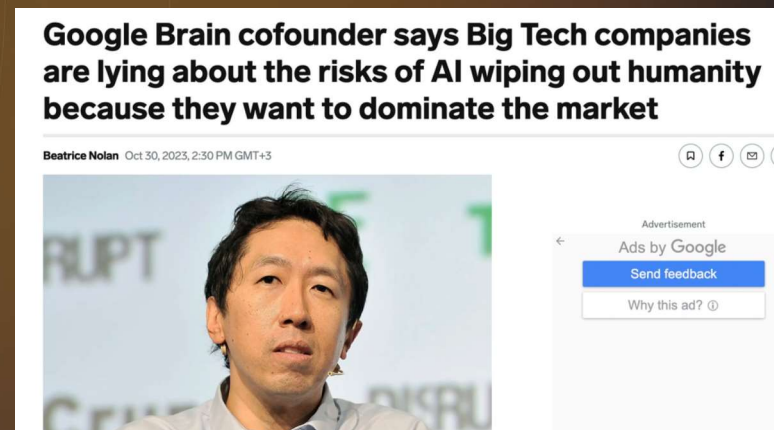 Google Brain cofounder says Big Tech companies
are lying about the risks of AI wiping out humanity
because they want to dominate the market
Beatrice Nolan Oct 30, 2023, 2:30 PM GMT+3
f
Advertisement
Ads by Google
Send feedback
Why this ad?
RUPT